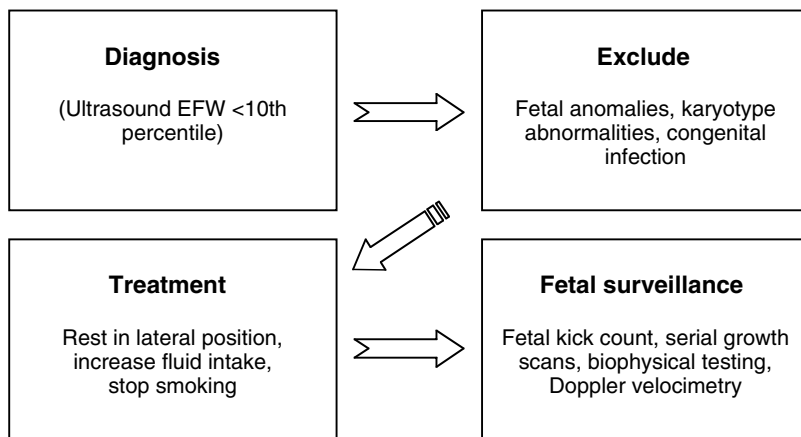 Diagnosis
(Ultrasound EFW <10th
percentile)
Exclude
Fetal anomalies, karyotype
abnormalities, congenital
infection
Treatment
Rest in lateral position,
increase fluid intake,
stop smoking
Fetal surveillance
Fetal kick count, serial growth
scans, biophysical testing,
Doppler velocimetry